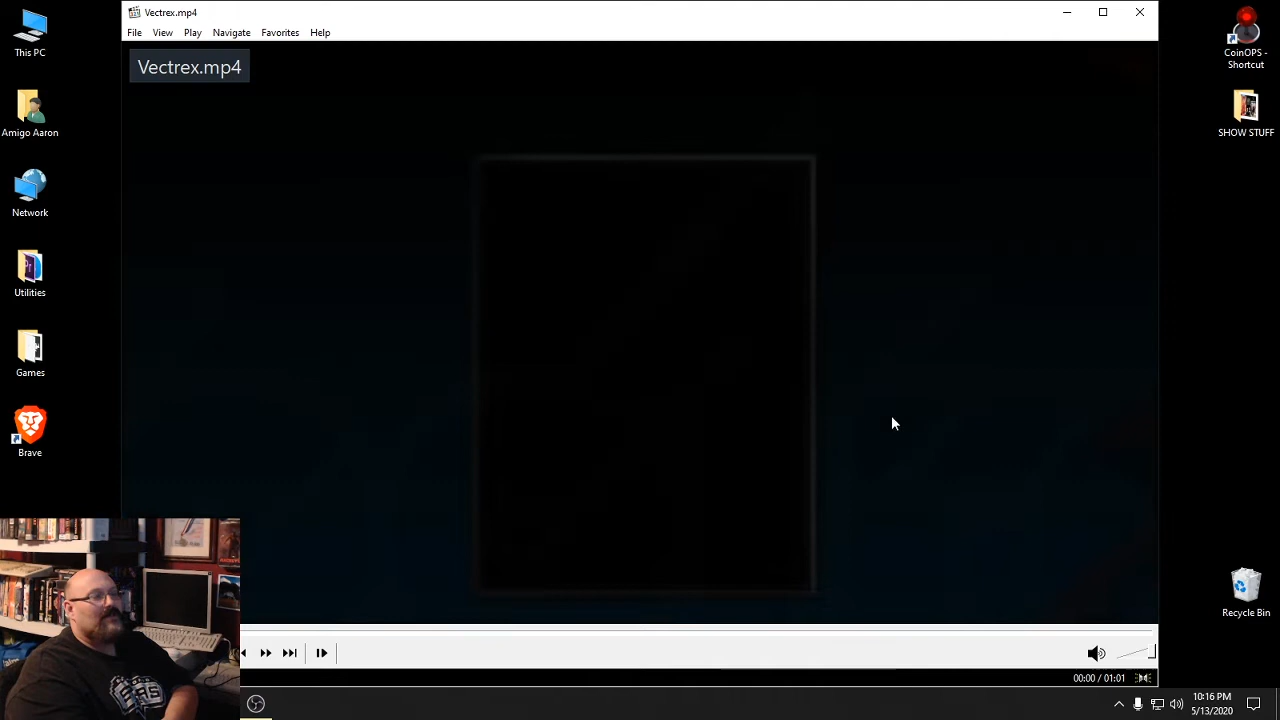 Vectrex.mp4
File View Play Navigate Favorites Help
Vectrex.mp4
This PC
Amigo Aaron
Network
Utilities
Games
Brave
CoinOPS -
Shortcut
SHOW STUFF
Recycle Bin
00:00 / 01:01
10:16 PM
5/13/2020